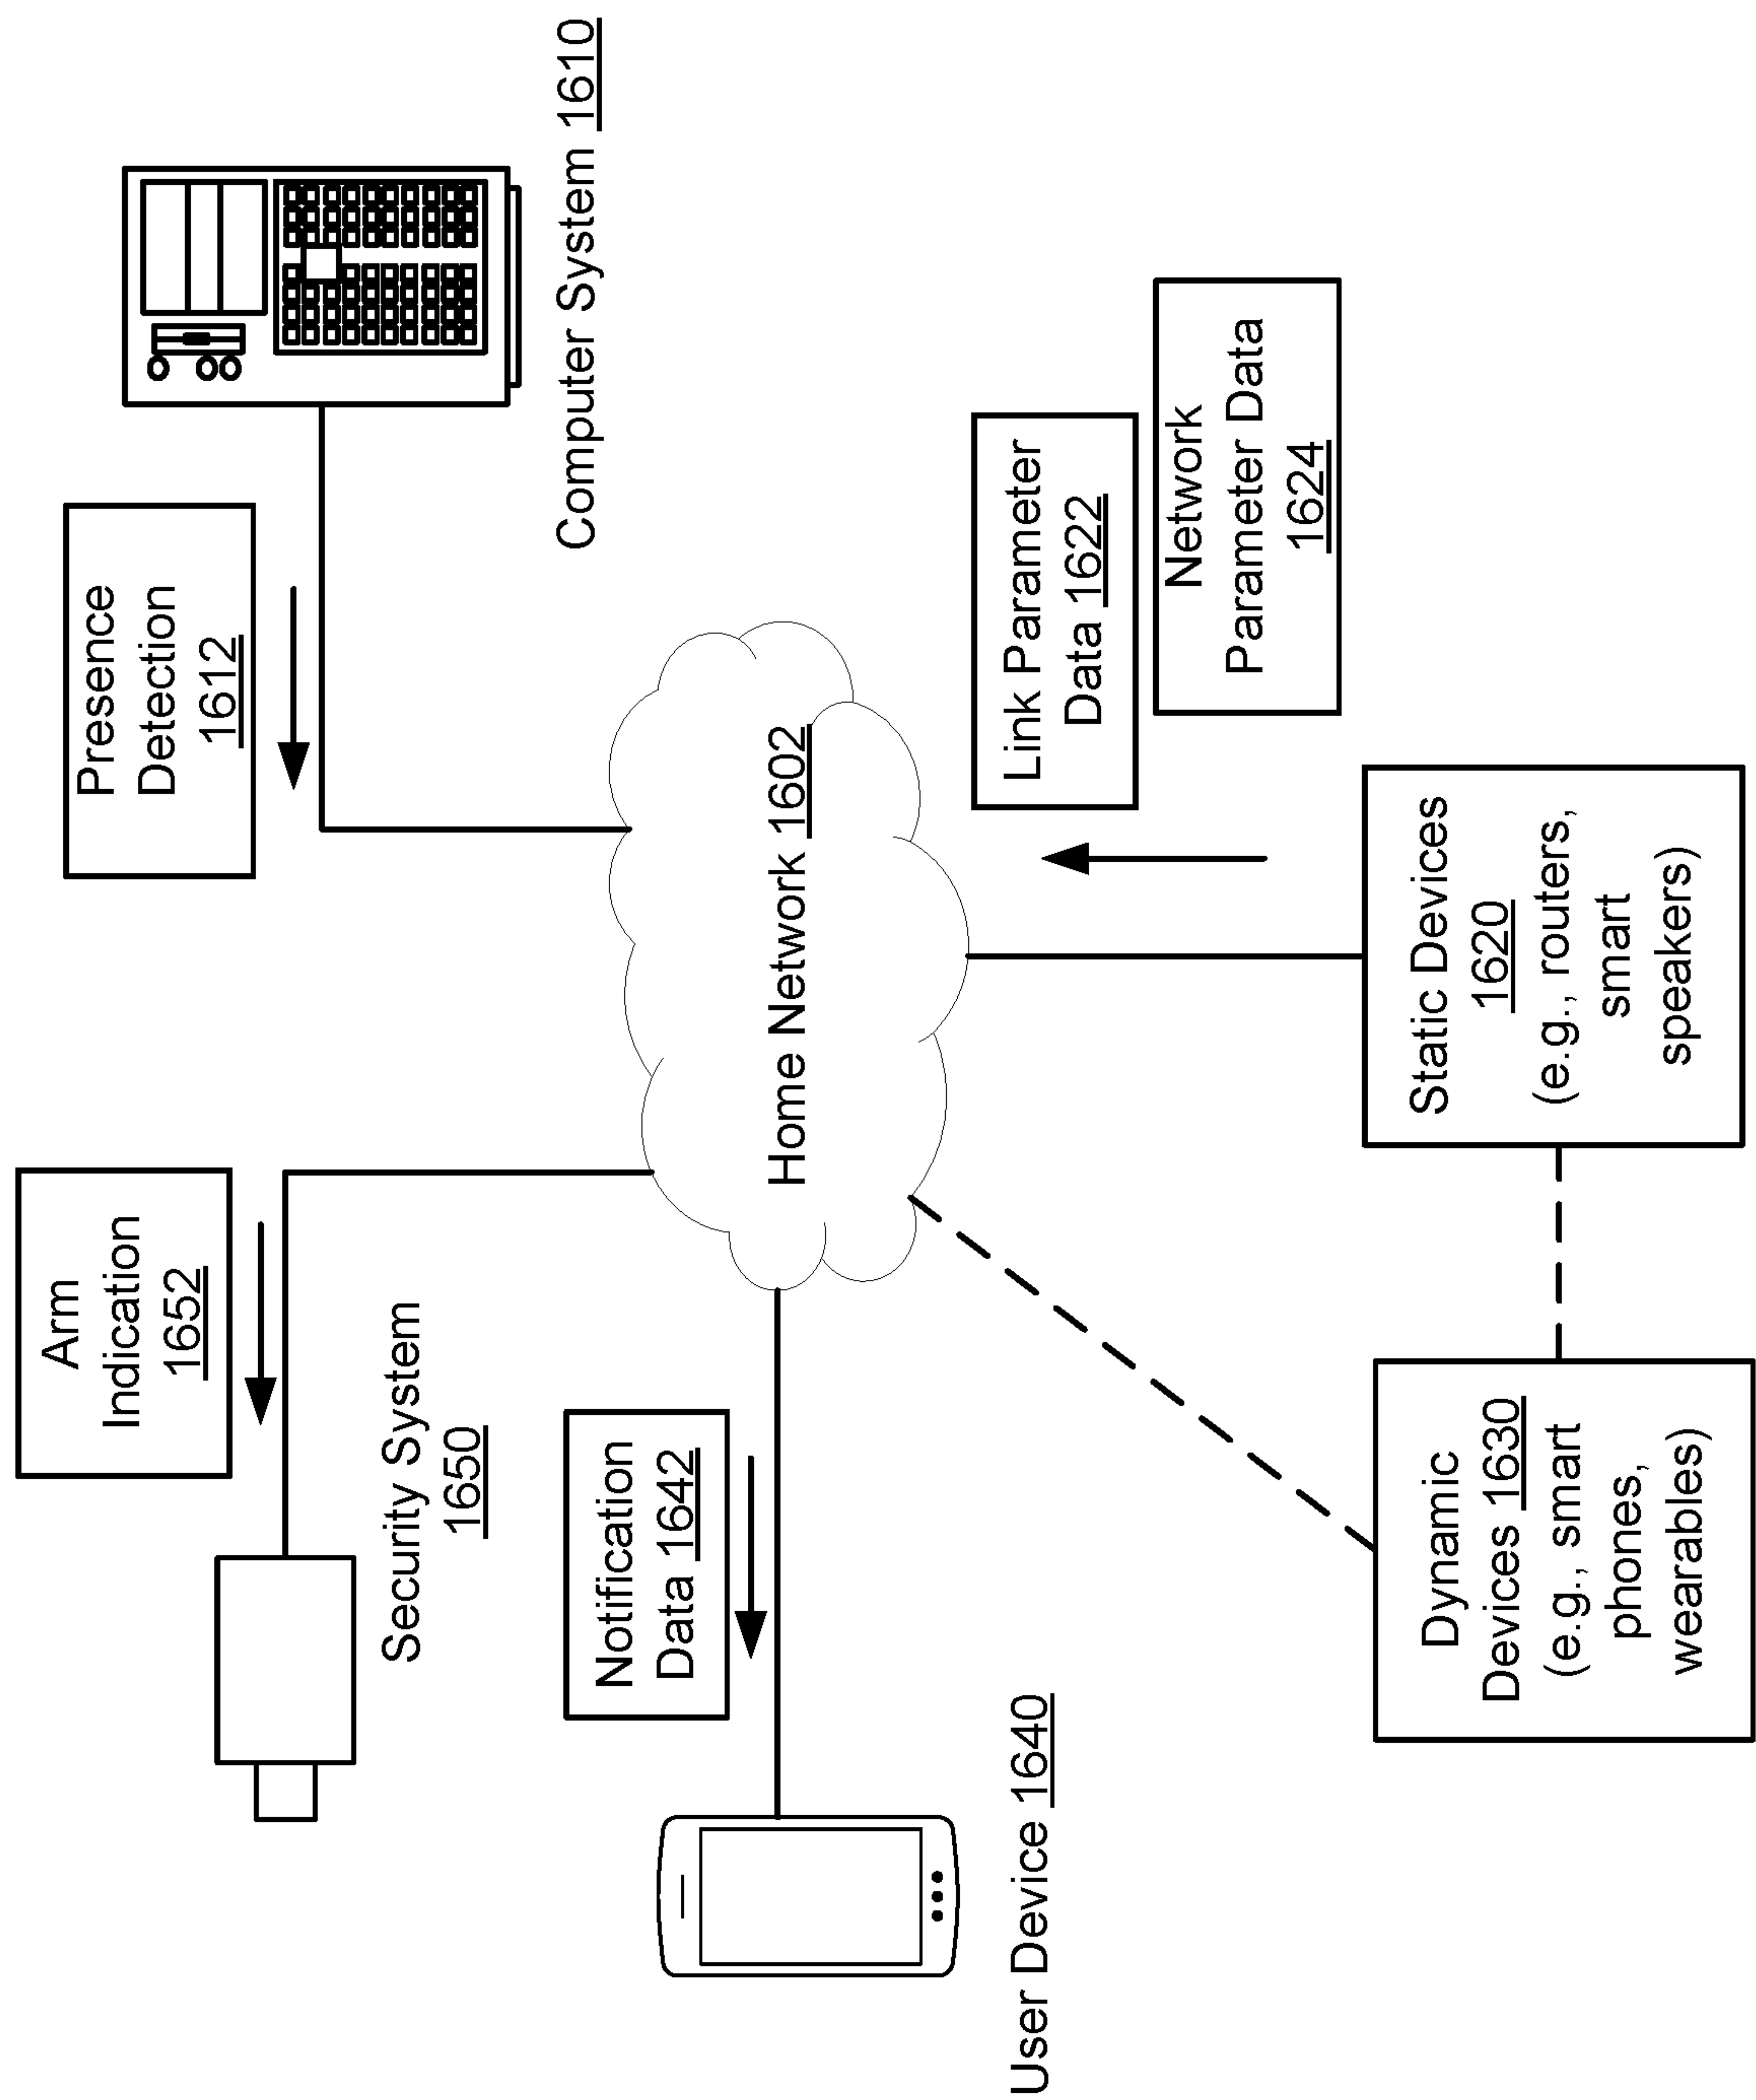 Arm
Indication
1652
Presence
Detection
1612
Security System
1650
Computer System 1610
Notification
Data 1642
Home Network 1602
User Device 1640
Link Parameter
Data 1622
Network
Parameter Data
1624
Dynamic
Devices 1630
(e.g., smart
phones,
wearables)
Static Devices
1620
(e.g., routers,
smart
speakers)